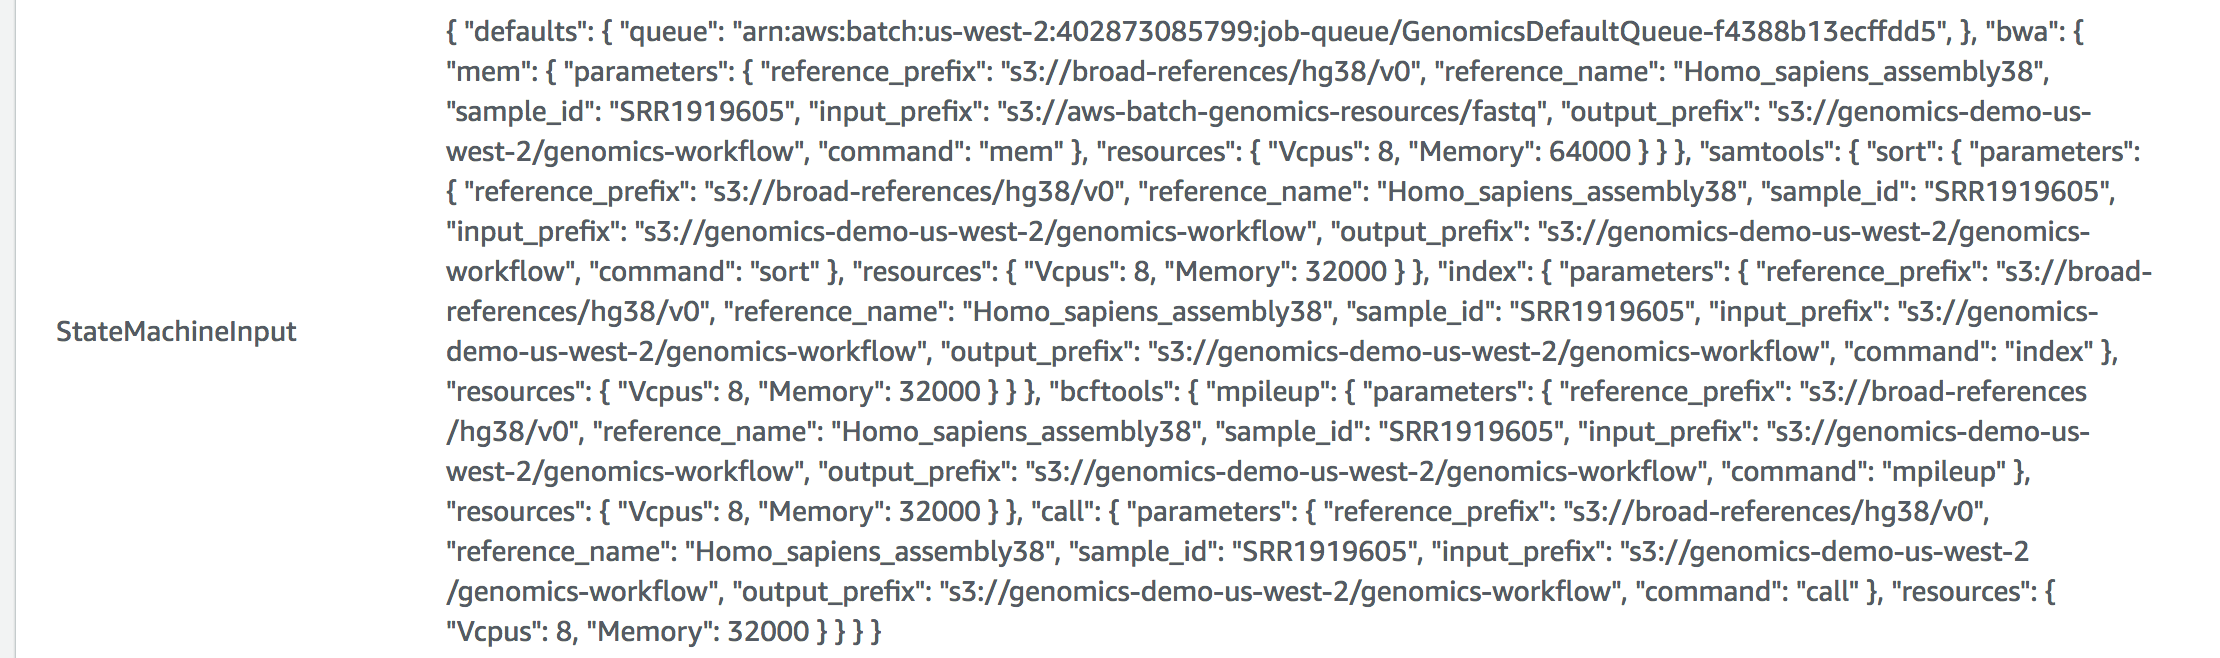 { "defaults": { "queue": "arn:aws:batch:us-west-2:402873085799:job-queue/GenomicsDefaultQueue-f4388b13ecffdd5", }, "bwa": {
"mem": { "parameters": { "reference_prefix": "s3://broad-references/hg38/v0", "reference_name": "Homo_sapiens_assembly38",
"sample_id": "SRR1919605", "input_prefix": "s3://aws-batch-genomics-resources/fastq", "output_prefix": "s3://genomics-demo-us-
west-2/genomics-workflow", "command": "mem" }, "resources": { "Vcpus": 8, "Memory": 64000 } } }, "samtools": { "sort": { "parameters":
{ "reference_prefix": "s3://broad-references/hg38/v0", "reference_name": "Homo_sapiens_assembly38", "sample_id": "SRR1919605",
"input_prefix": "s3://genomics-demo-us-west-2/genomics-workflow", "output_prefix": "s3://genomics-demo-us-west-2/genomics-
workflow", "command": "sort" }, "resources": { "Vcpus": 8, "Memory": 32000 } }, "index": { "parameters": { "reference_prefix": "s3://broad-
references/hg38/v0", "reference_name": "Homo_sapiens_assembly38", "sample_id": "SRR1919605", "input_prefix": "s3://genomics-
StateMachineInput
demo-us-west-2/genomics-workflow", "output_prefix": "s3://genomics-demo-us-west-2/genomics-workflow", "command": "index" },
"resources": { "Vcpus": 8, "Memory": 32000 } } }, "bcftools": { "mpileup": { "parameters": { "reference_prefix": "s3://broad-references
/hg38/v0", "reference_name": "Homo_sapiens_assembly38", "sample_id": "SRR1919605", "input_prefix": "s3://genomics-demo-us-
west-2/genomics-workflow", "output_prefix": "s3://genomics-demo-us-west-2/genomics-workflow", "command": "mpileup" },
"resources": { "Vcpus": 8, "Memory": 32000 } }, "call": { "parameters": { "reference_prefix": "s3://broad-references/hg38/v0",
"reference_name": "Homo_sapiens_assembly38", "sample_id": "SRR1919605", "input_prefix": "s3://genomics-demo-us-west-2
/genomics-workflow", "output_prefix": "s3://genomics-demo-us-west-2/genomics-workflow", "command": "call" }, "resources": {
"Vcpus": 8, "Memory": 32000 } } } }